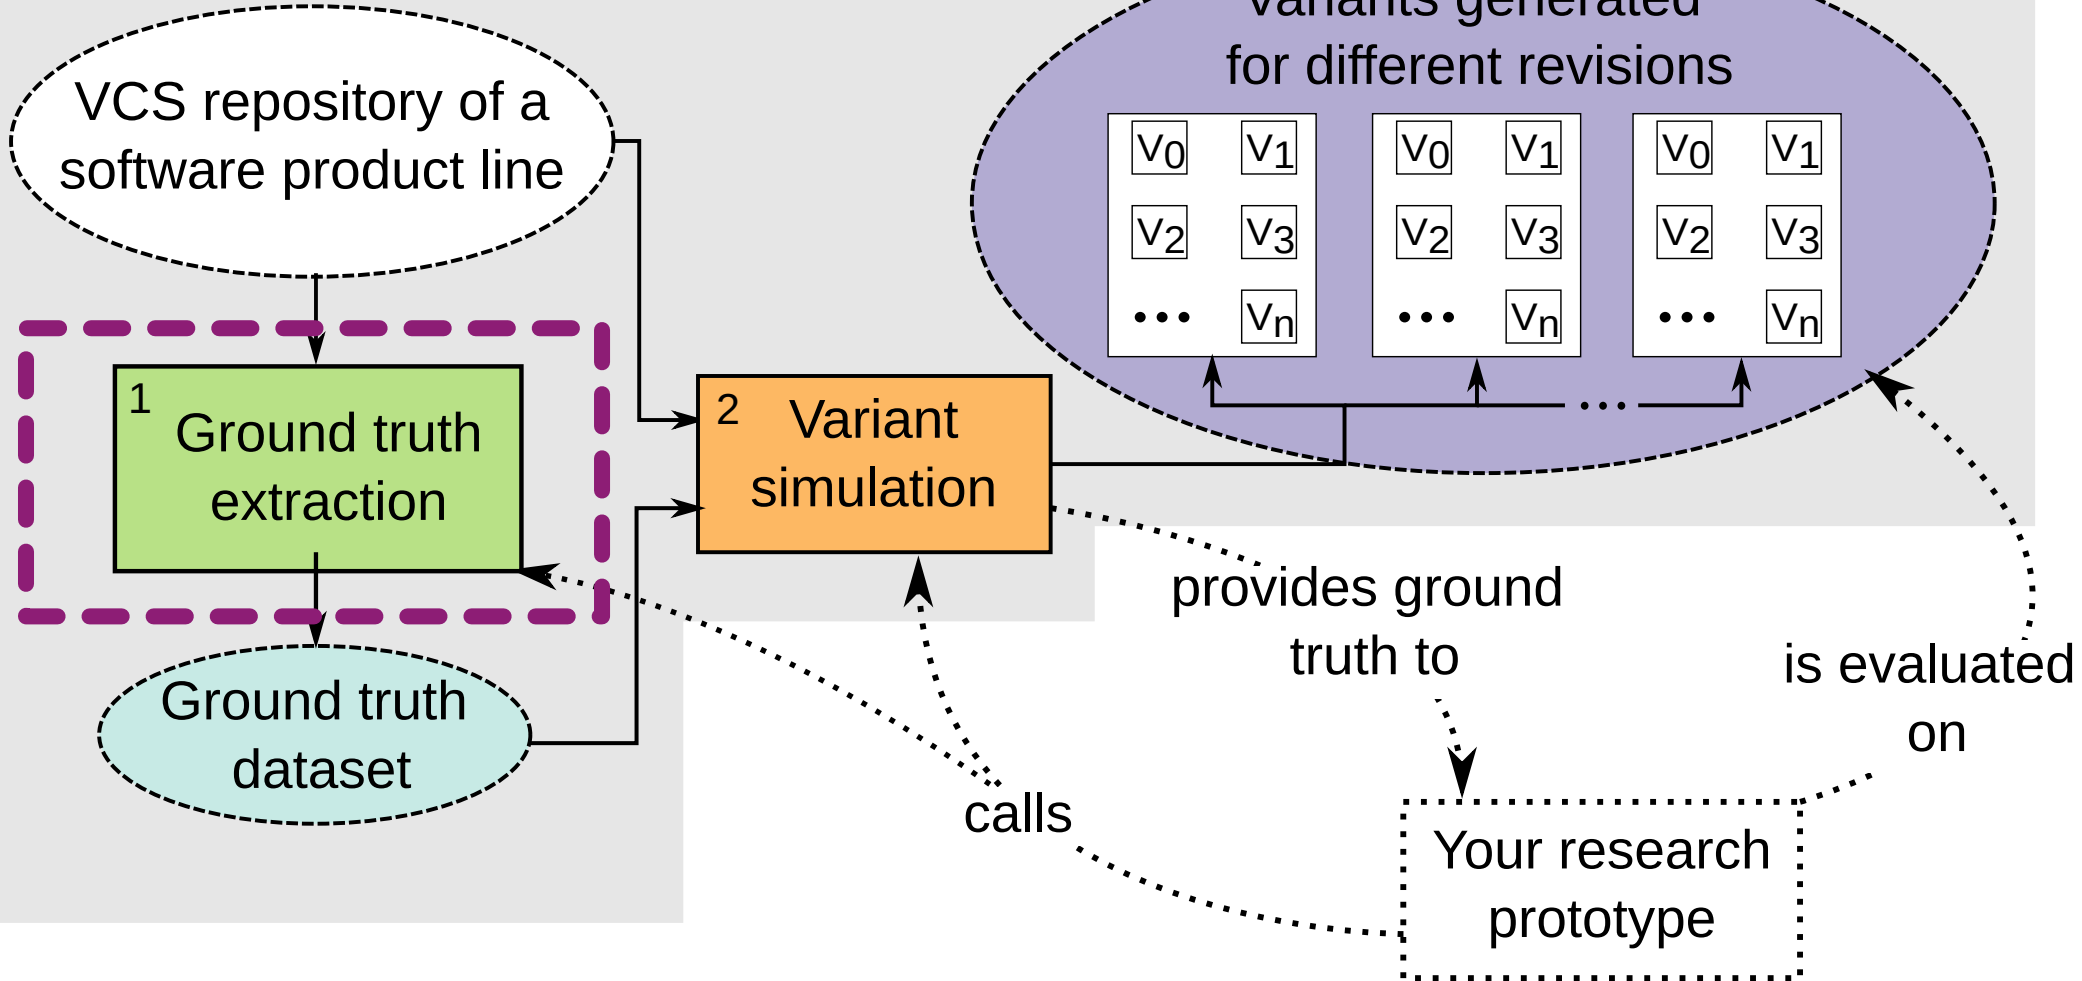 Variants generated
for different revisions
VCS repository of a
software product line
V0 V1 V0 V1 V0 V1
V2 V3 V2 V3 V2 V3
... Vn ... Vn ... Vn
1
Ground truth
extraction
2
Variant
simulation
...
provides ground
truth to
is evaluated
on
Ground truth
dataset
calls
Your research
prototype